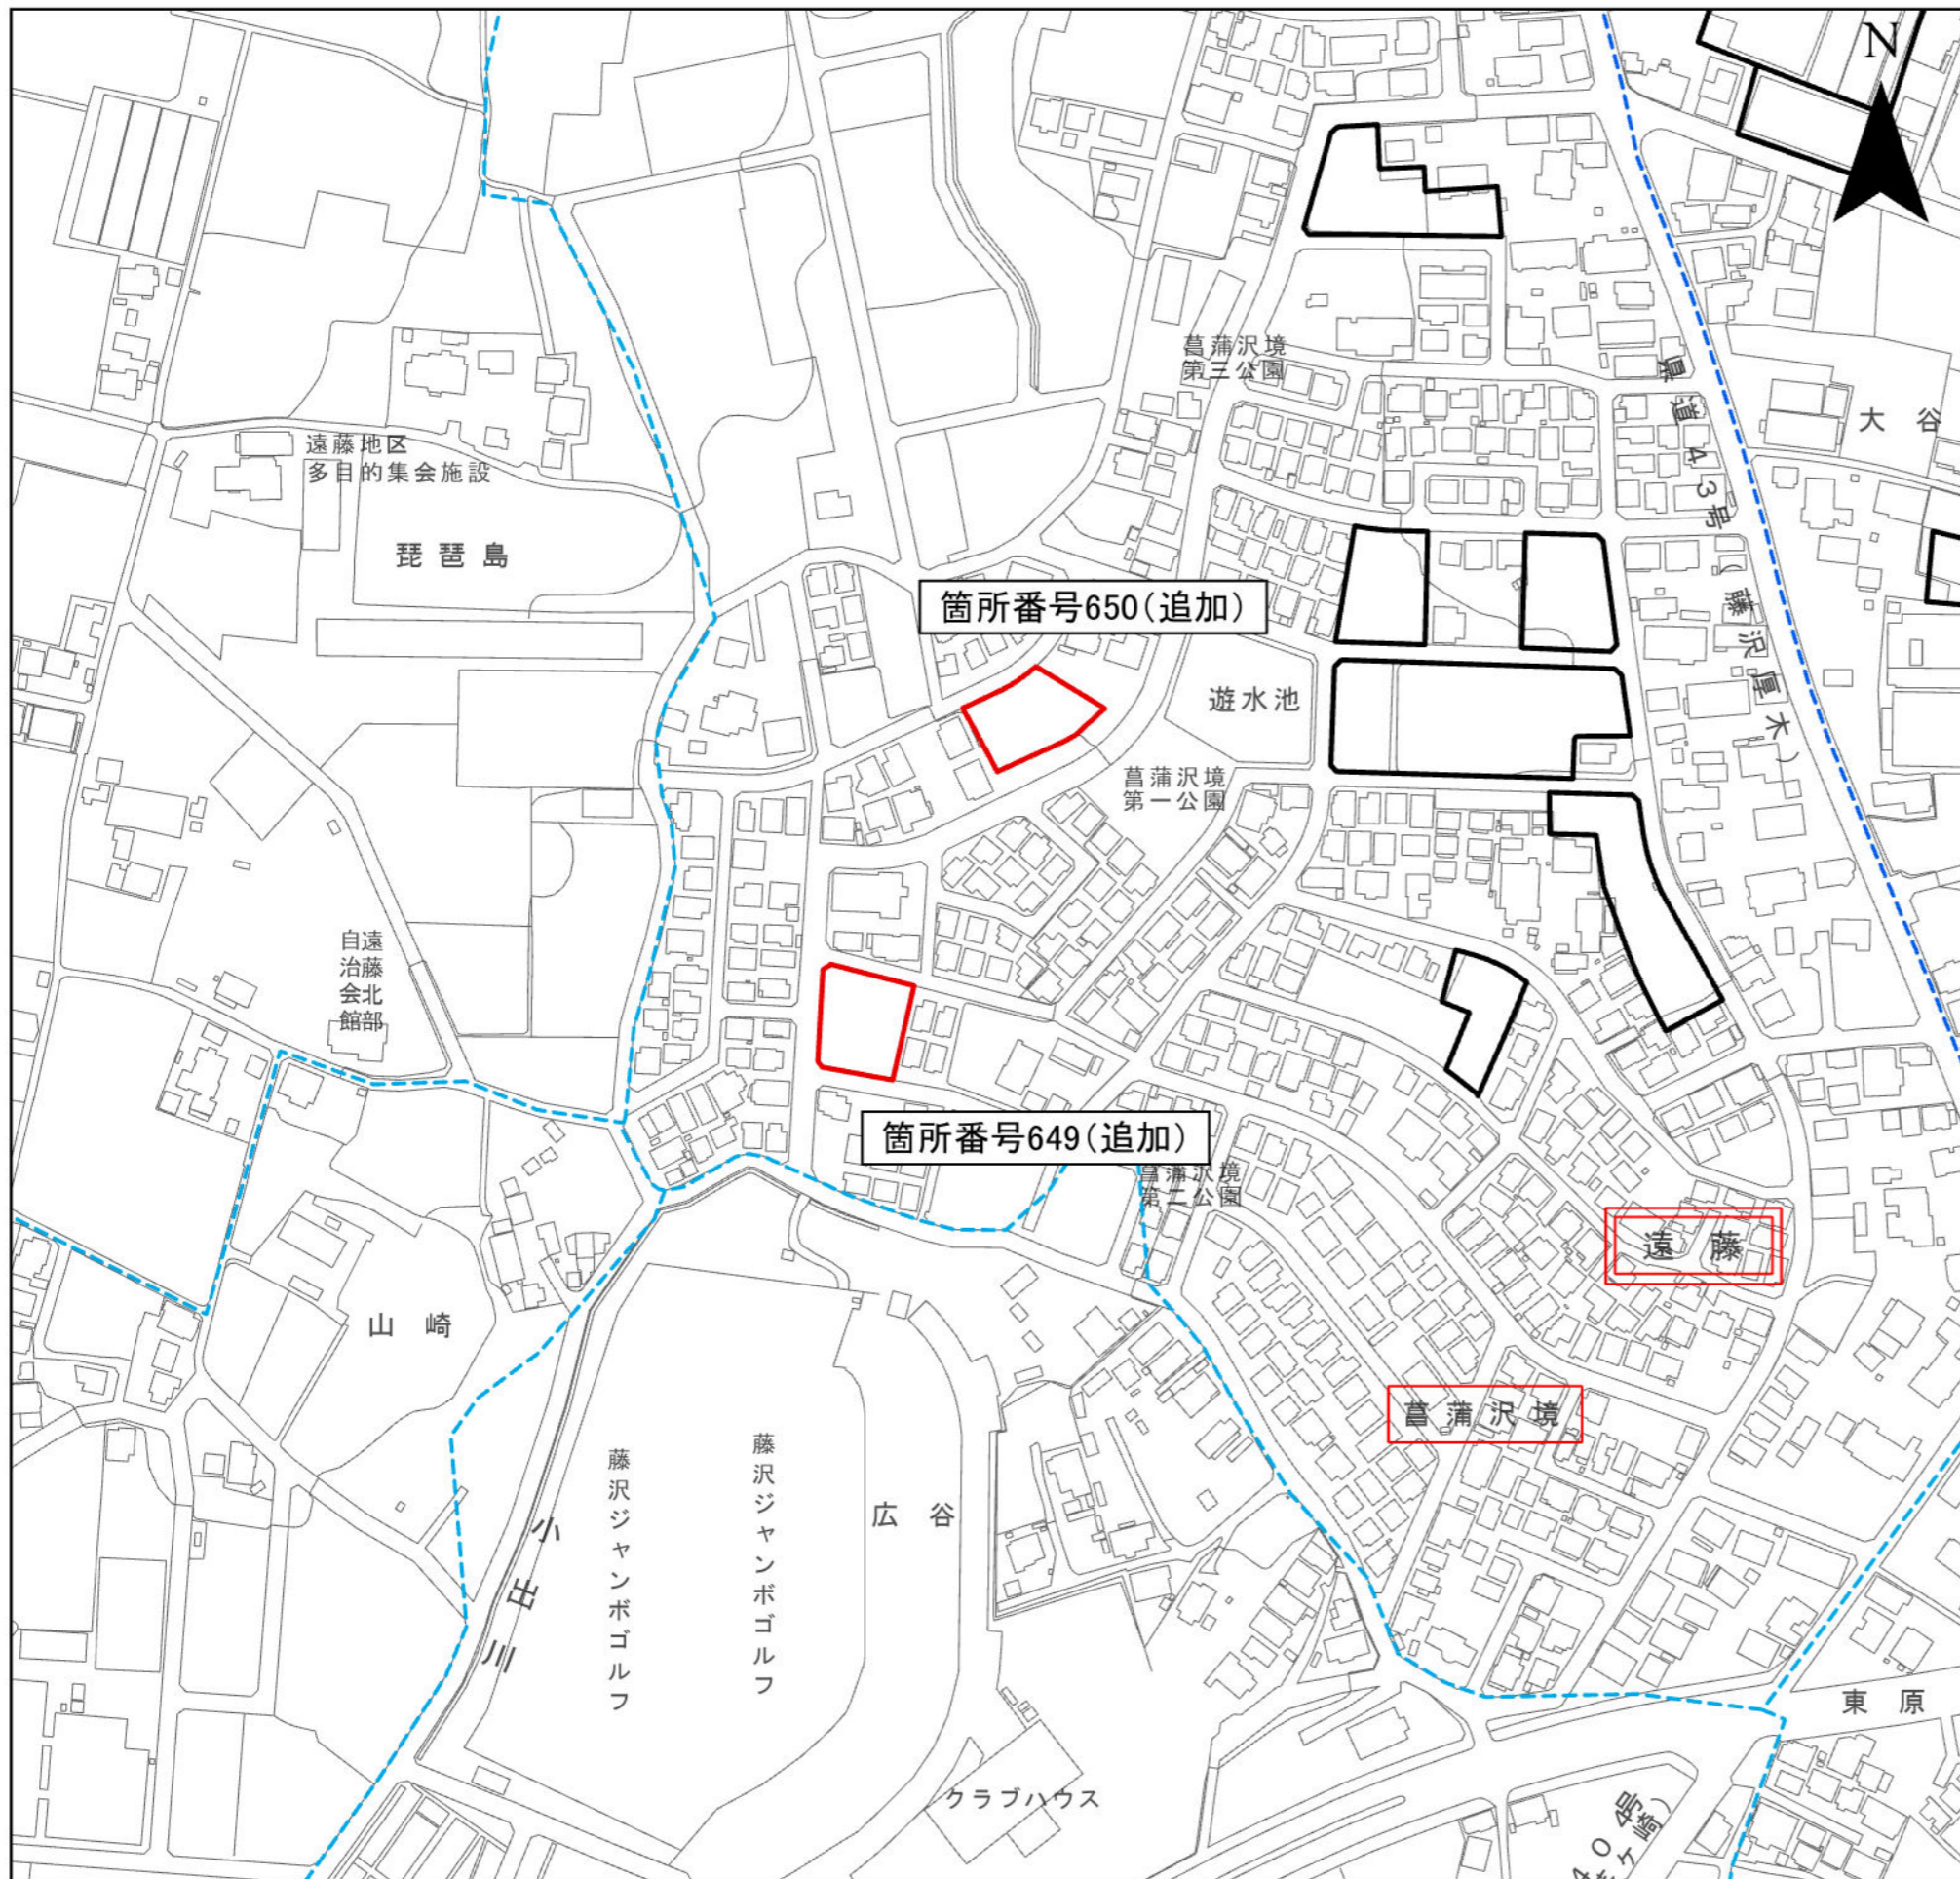 N
菖蒲沢境
第三公園
県道43号(藤沢厚木)
大谷
遠藤地区
多目的集会施設
琵琶島
箇所番号650(追加)
遊水池
菖蒲沢境
第一公園
遠藤北部
自治会館
箇所番号649(追加)
菖蒲沢境
第二公園
遠藤
山崎
菖蒲沢境
藤沢ジャンボゴルフ
藤沢ジャンボゴルフ
広谷
小出川
東原
クラブハウス